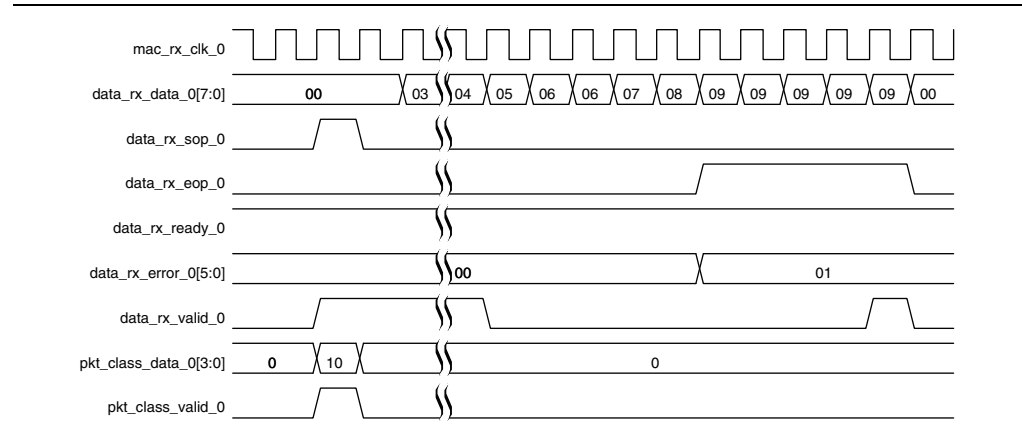 mac_rx_clk_0
data_rx_data_0[7:0] 00 03 04 05 06 06 07 08 09 09 09 09 09 00
data_rx_sop_0
data_rx_eop_0
data_rx_ready_0
data_rx_error_0[5:0] 00 01
data_rx_valid_0
pkt_class_data_0[3:0] 0 10 0
pkt_class_valid_0